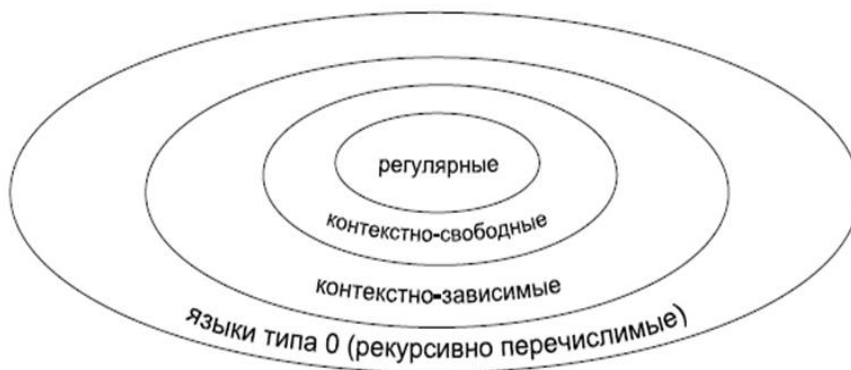 регулярные
контекстно-свободные
контекстно-зависимые
языки типа 0 (рекурсивно перечислимые)